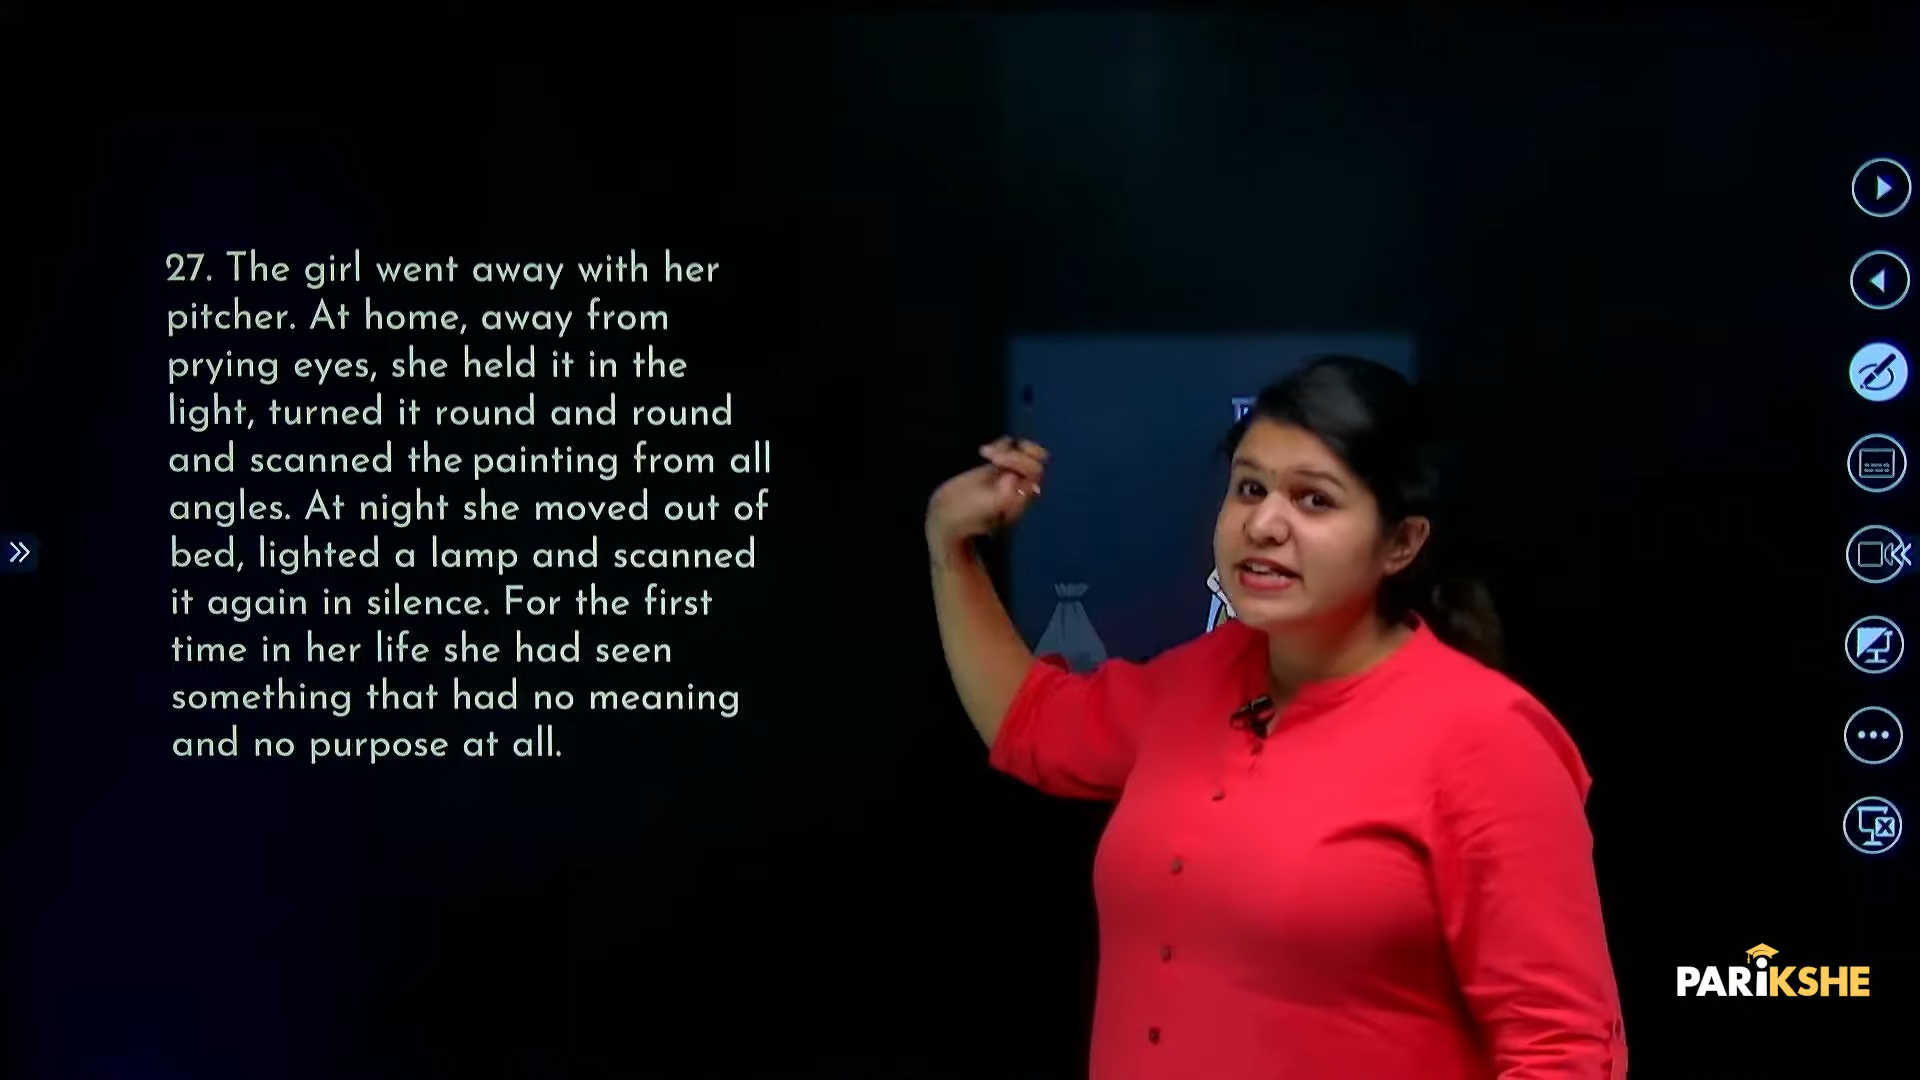 27. The girl went away with her
pitcher. At home, away from
prying eyes, she held it in the
light, turned it round and round
and scanned the painting from all
angles. At night she moved out of
bed, lighted a lamp and scanned
it again in silence. For the first
time in her life she had seen
something that had no meaning
and no purpose at all.
PARiKSHE